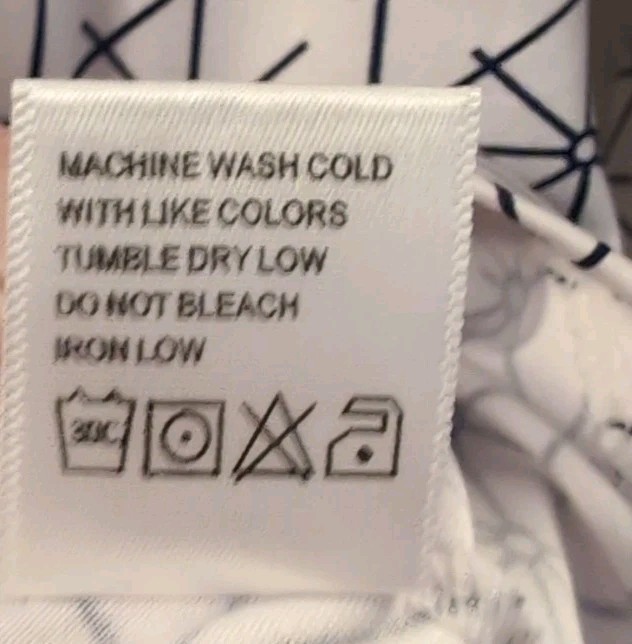 MACHINE WASH COLD
WITH LIKE COLORS
TUMBLE DRY LOW
DO NOT BLEACH
IRON LOW
30C